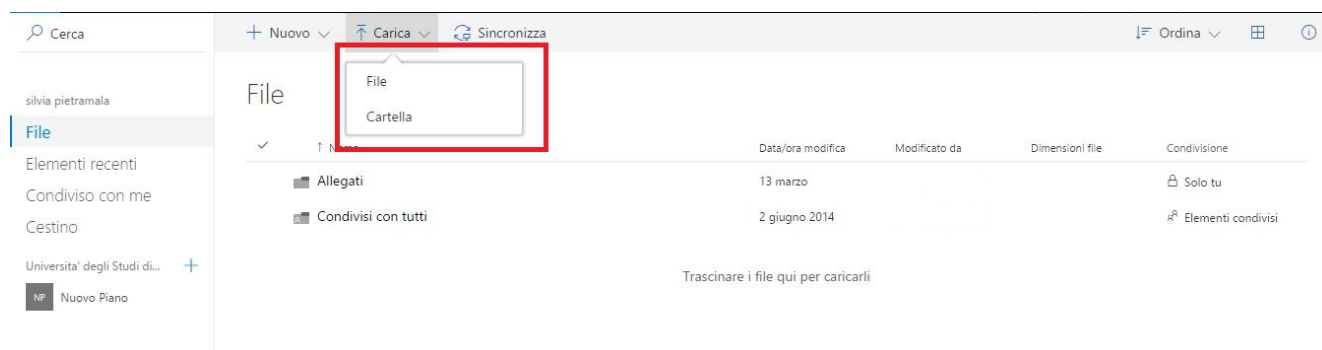 Cerca
Nuovo Carica Sincronizza Ordina
File
Cartella
silvia pietramala
File
File
Elementi recenti
Condiviso con me
Cestino
Universita' degli Studi di...
NP Nuovo Piano
Data/ora modifica Modificato da Dimensioni file Condivisione
Allegati 13 marzo Solo tu
Condivisi con tutti 2 giugno 2014 Elementi condivisi
Trascinare i file qui per caricarli